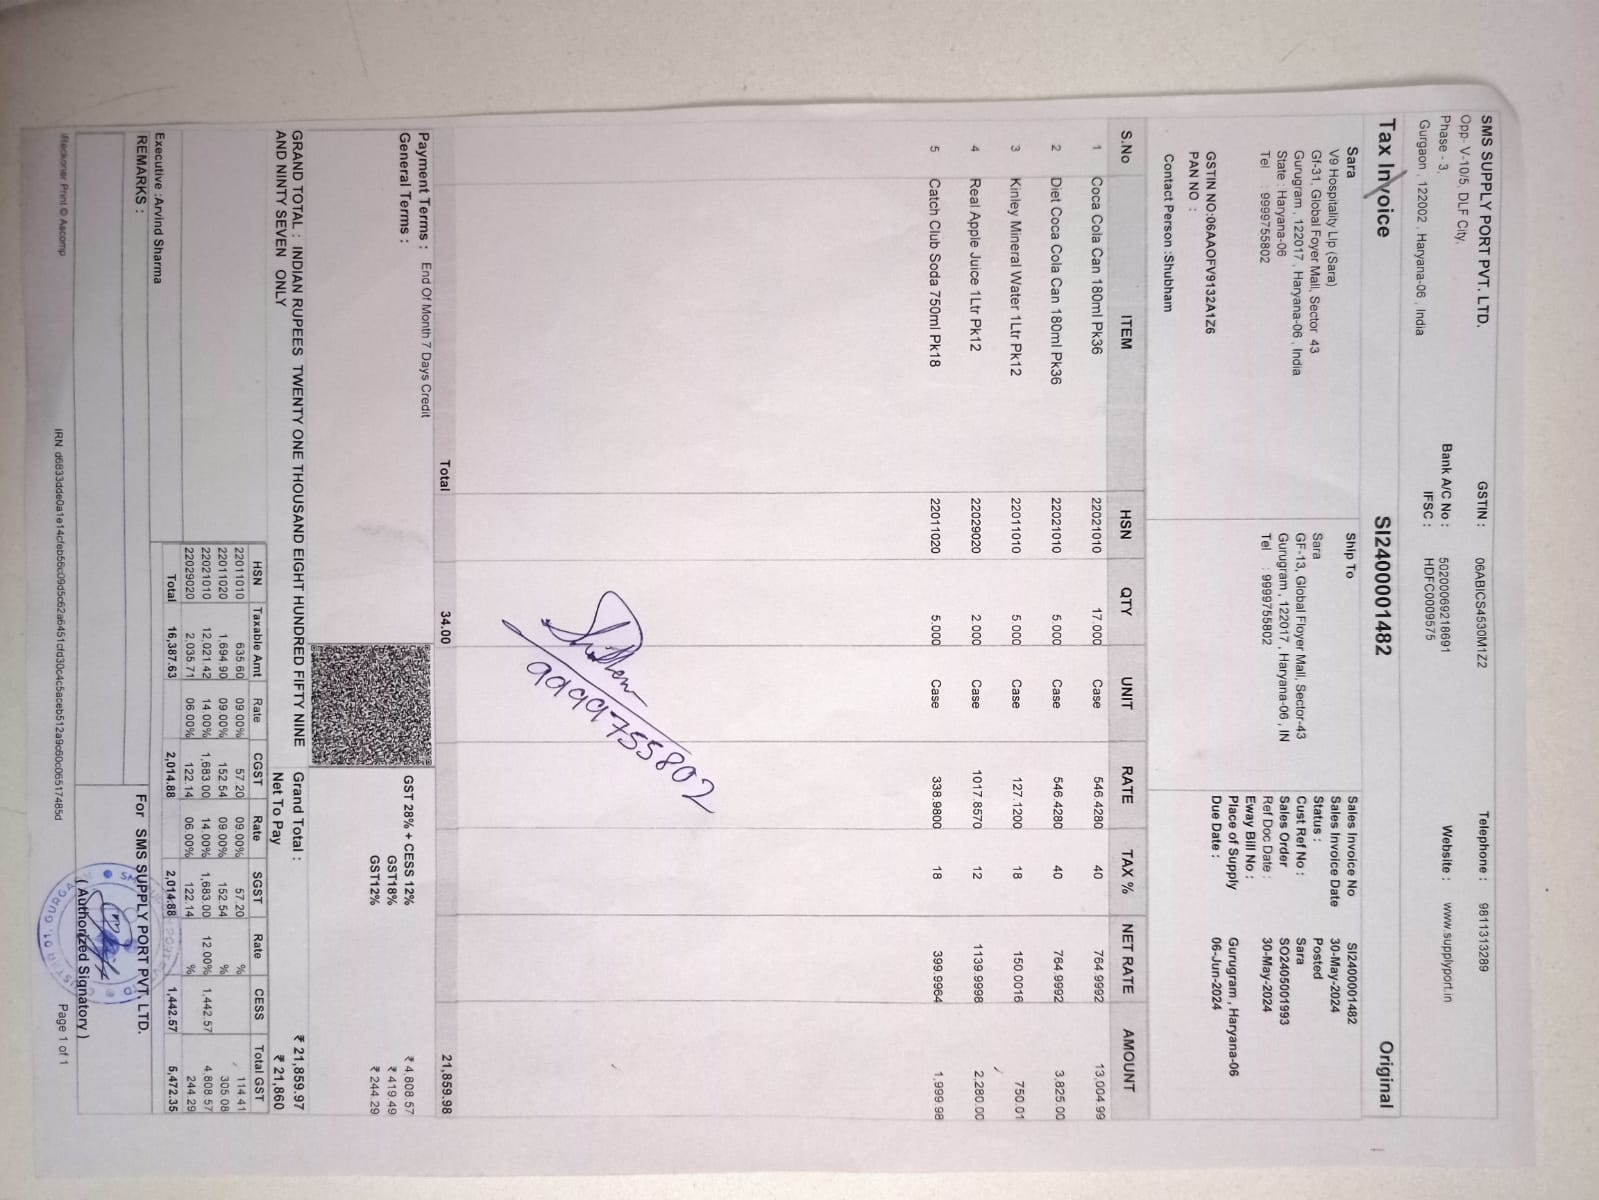 SMS SUPPLY PORT PVT. LTD. GSTIN : 06ABICS4530M1Z2 Telephone : 9811313289
Opp- V-10/5, DLF City,
Phase - 3, Bank A/C No : 50200069218691 Website : www.supplyport.in
Gurgaon , 122002 , Haryana-06 , India IFSC : HDFC0009575
Tax Invoice SI2400001482 Original
Sara Ship To Sales Invoice No SI2400001482
V9 Hospitality Llp (Sara) Sales Invoice Date 30-May-2024
Gf-31, Global Foyer Mall, Sector 43 Sara Status : Posted
Gurugram , 122017 , Haryana-06 , India GF-13, Global Floyer Mall, Sector-43 Cust Ref No : Sara
State : Haryana-06 Gurugram , 122017 , Haryana-06 , IN Sales Order SO2405001993
Tel : 9999755802 Tel : 9999755802 Ref Doc Date : 30-May-2024
Eway Bill No :
Place of Supply Gurugram , Haryana-06
GSTIN NO:06AAOFV9132A1Z6 Due Date : 06-Jun-2024
PAN NO :
Contact Person :Shubham
S.No ITEM HSN QTY UNIT RATE TAX % NET RATE AMOUNT
1 Coca Cola Can 180ml Pk36 22021010 17.000 Case 546.4280 40 764.9992 13,004.99
2 Diet Coca Cola Can 180ml Pk36 22021010 5.000 Case 546.4280 40 764.9992 3,825.00
3 Kinley Mineral Water 1Ltr Pk12 22011010 5.000 Case 127.1200 18 150.0016 750.01
4 Real Apple Juice 1Ltr Pk12 22029020 2.000 Case 1017.8570 12 1139.9998 2,280.00
5 Catch Club Soda 750ml Pk18 22011020 5.000 Case 338.9800 18 399.9964 1,999.98
9999755802
Total 34.00 21,859.98
Payment Terms : End Of Month 7 Days Credit
General Terms : GST 28% + CESS 12% ₹ 4,808.57
GST18% ₹ 419.49
GST12% ₹ 244.29
GRAND TOTAL : INDIAN RUPEES TWENTY ONE THOUSAND EIGHT HUNDRED FIFTY NINE Grand Total : ₹ 21,859.97
AND NINTY SEVEN ONLY Net To Pay ₹ 21,860
HSN Taxable Amt Rate CGST Rate SGST Rate CESS Total GST
22011010 635.60 09.00% 57.20 09.00% 57.20 % 114.41
22011020 1,694.90 09.00% 152.54 09.00% 152.54 % 305.08
22021010 12,021.42 14.00% 1,683.00 14.00% 1,683.00 12.00% 1,442.57 4,808.57
22029020 2,035.71 06.00% 122.14 06.00% 122.14 % 244.29
Total 16,387.63 2,014.88 2,014.88 1,442.57 5,472.35
Executive :Arvind Sharma
REMARKS : For SMS SUPPLY PORT PVT. LTD.
( Authorized Signatory )
iReckoner Print © Aacomp Page 1 of 1